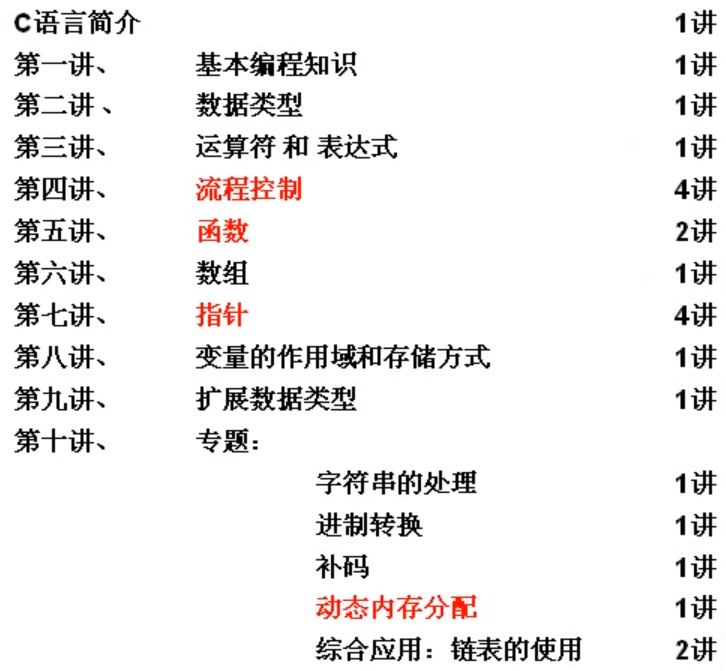 C语言简介 1讲
第一讲、 基本编程知识 1讲
第二讲、 数据类型 1讲
第三讲、 运算符 和 表达式 1讲
第四讲、 流程控制 4讲
第五讲、 函数 2讲
第六讲、 数组 1讲
第七讲、 指针 4讲
第八讲、 变量的作用域和存储方式 1讲
第九讲、 扩展数据类型 1讲
第十讲、 专题：
字符串的处理 1讲
进制转换 1讲
补码 1讲
动态内存分配 1讲
综合应用：链表的使用 2讲